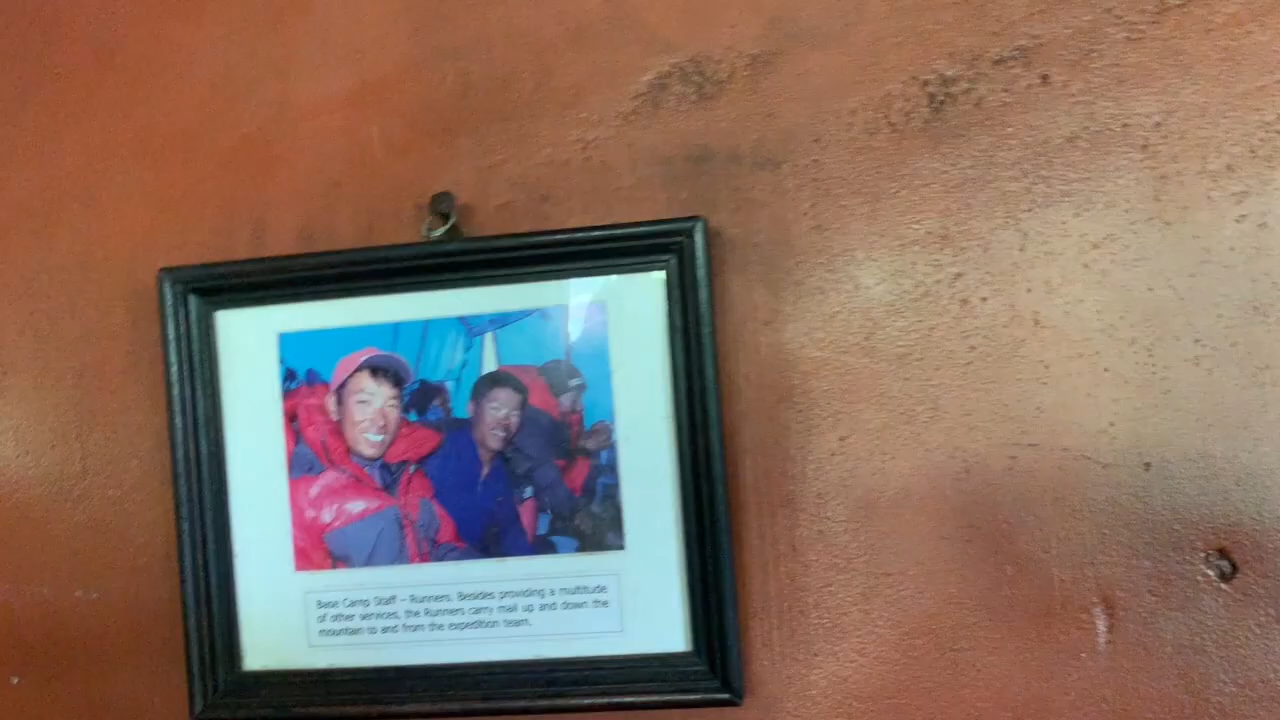 Base Camp Staff – Runners. Besides providing a multitude
of other services, the Runners carry mail up and down the
mountain to and from the expedition team.